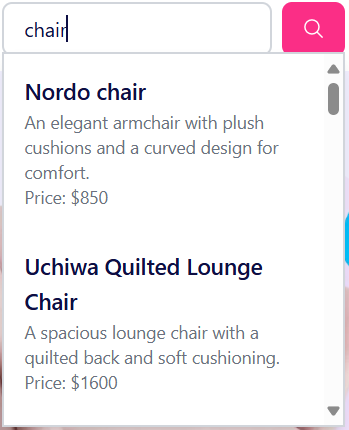 chair
Nordo chair
An elegant armchair with plush
cushions and a curved design for
comfort.
Price: $850
Uchiwa Quilted Lounge
Chair
A spacious lounge chair with a
quilted back and soft cushioning.
Price: $1600